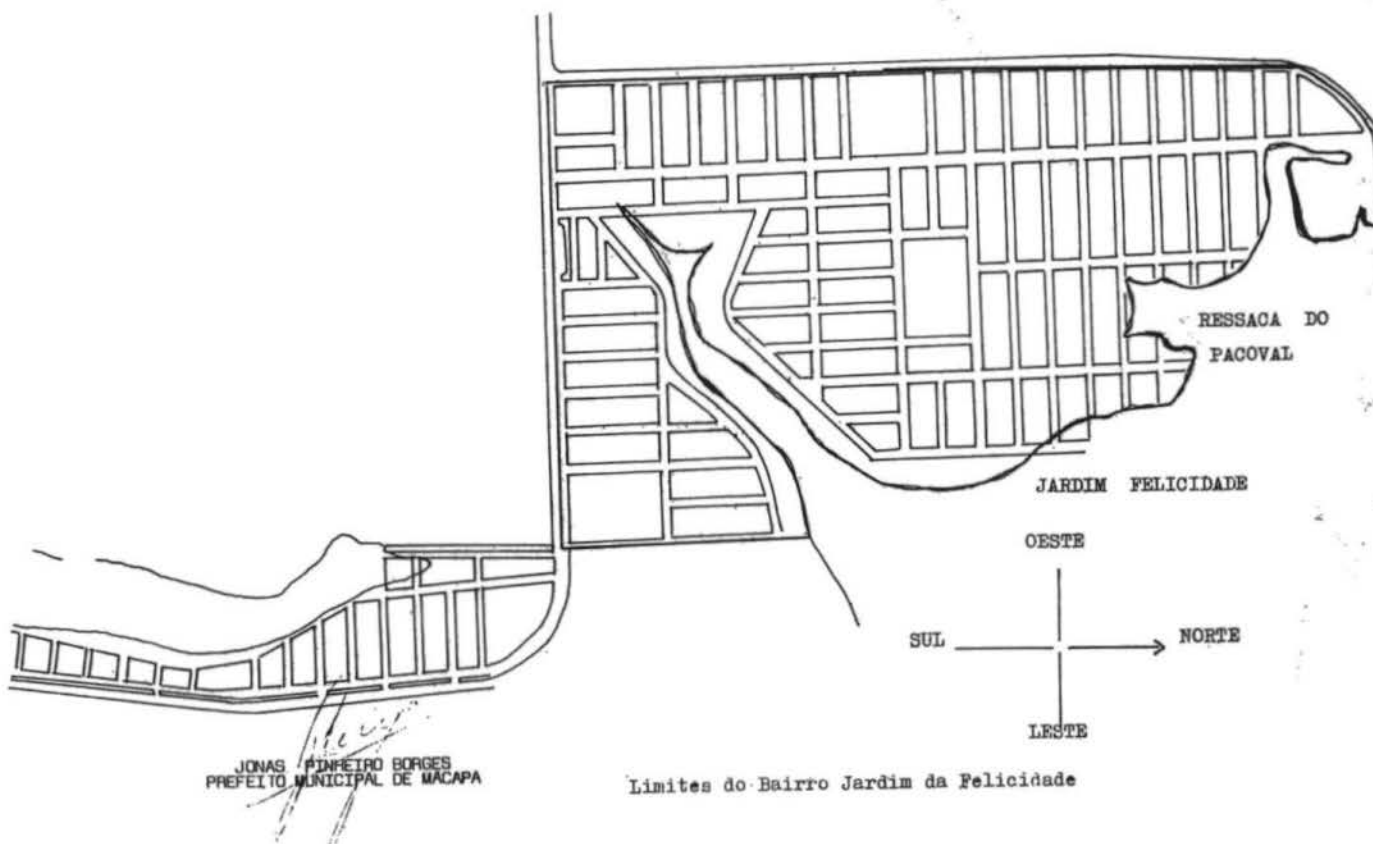 RESSACA DO
PACOVAL
JARDIM FELICIDADE
OESTE
SUL
NORTE
LESTE
JONAS PINHEIRO BORGES
PREFEITO MUNICIPAL DE MACAPA
Limites do Bairro Jardim da Felicidade